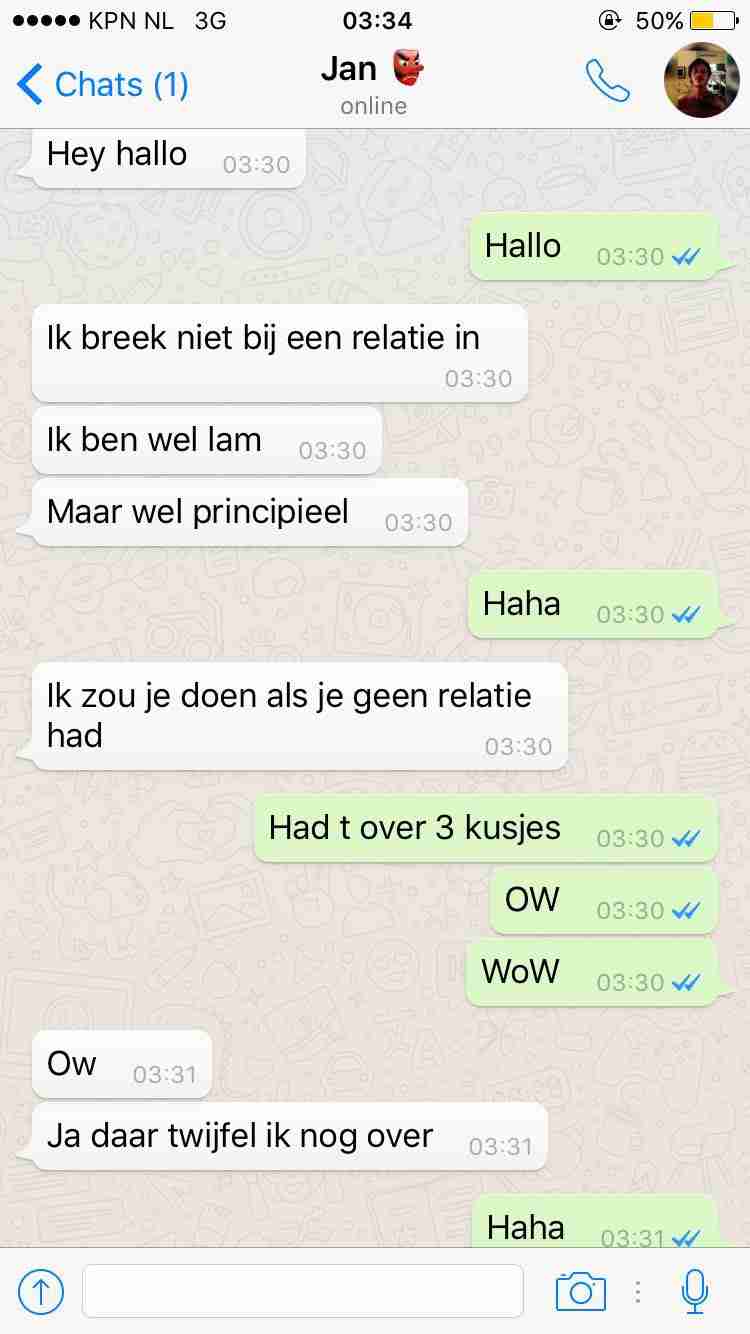 KPN NL 3G 03:34 50%
Chats (1) Jan
online
Hey hallo 03:30
Hallo 03:30
Ik breek niet bij een relatie in
03:30
Ik ben wel lam 03:30
Maar wel principieel 03:30
Haha 03:30
Ik zou je doen als je geen relatie
had 03:30
Had t over 3 kusjes 03:30
OW 03:30
WoW 03:30
Ow 03:31
Ja daar twijfel ik nog over 03:31
Haha 03:31